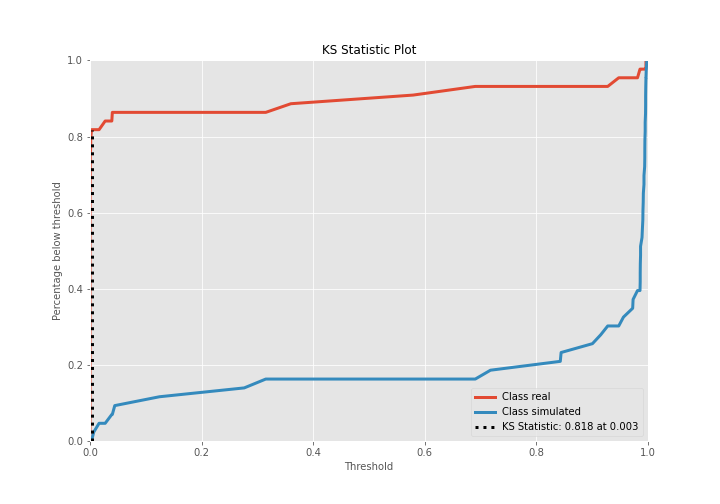 KS Statistic Plot
1.0
0.8
0.6
0.4
0.2
0.0
Percentage below threshold
0.0
0.2
0.4
0.6
0.8
1.0
Threshold
Class real
Class simulated
KS Statistic: 0.818 at 0.003